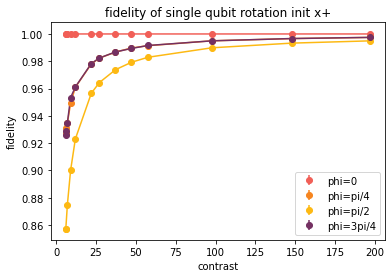 fidelity of single qubit rotation init x+
1.00
0.98
0.96
0.94
0.92
0.90
0.88
0.86
fidelity
phi=0
phi=pi/4
phi=pi/2
phi=3pi/4
0 25 50 75 100 125 150 175 200
contrast